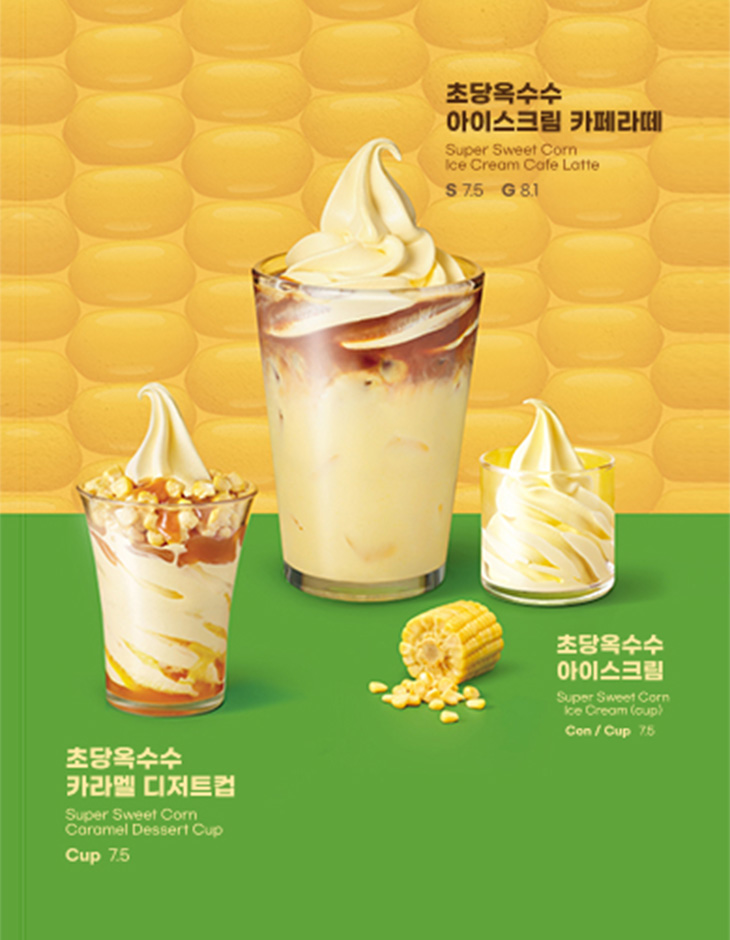 초당옥수수
아이스크림 카페라떼
Super Sweet Corn
Ice Cream Cafe Latte
S 7.5 G 8.1
초당옥수수
아이스크림
Super Sweet Corn
Ice Cream (cup)
Con / Cup 7.5
초당옥수수
카라멜 디저트컵
Super Sweet Corn
Caramel Dessert Cup
Cup 7.5